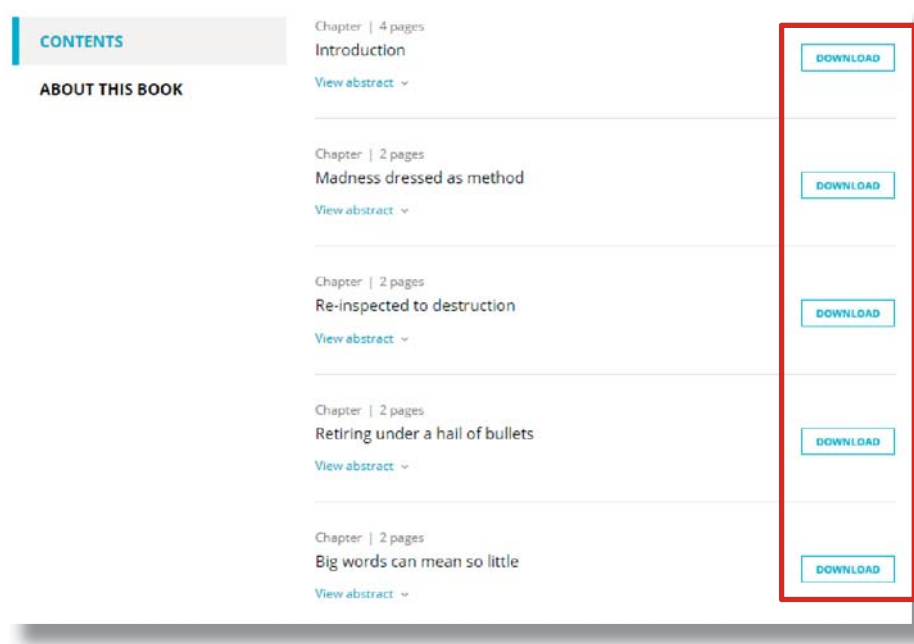 CONTENTS
ABOUT THIS BOOK
Chapter | 4 pages
Introduction
View abstract
DOWNLOAD
Chapter | 2 pages
Madness dressed as method
View abstract
DOWNLOAD
Chapter | 2 pages
Re-inspected to destruction
View abstract
DOWNLOAD
Chapter | 2 pages
Retiring under a hail of bullets
View abstract
DOWNLOAD
Chapter | 2 pages
Big words can mean so little
View abstract
DOWNLOAD